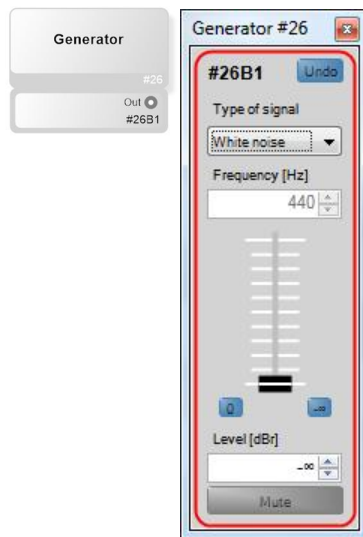 Generator
#26
Out
#26B1
Generator #26
#26B1 Undo
Type of signal
White noise
Frequency [Hz]
440
0 -∞
Level [dBr]
-∞
Mute